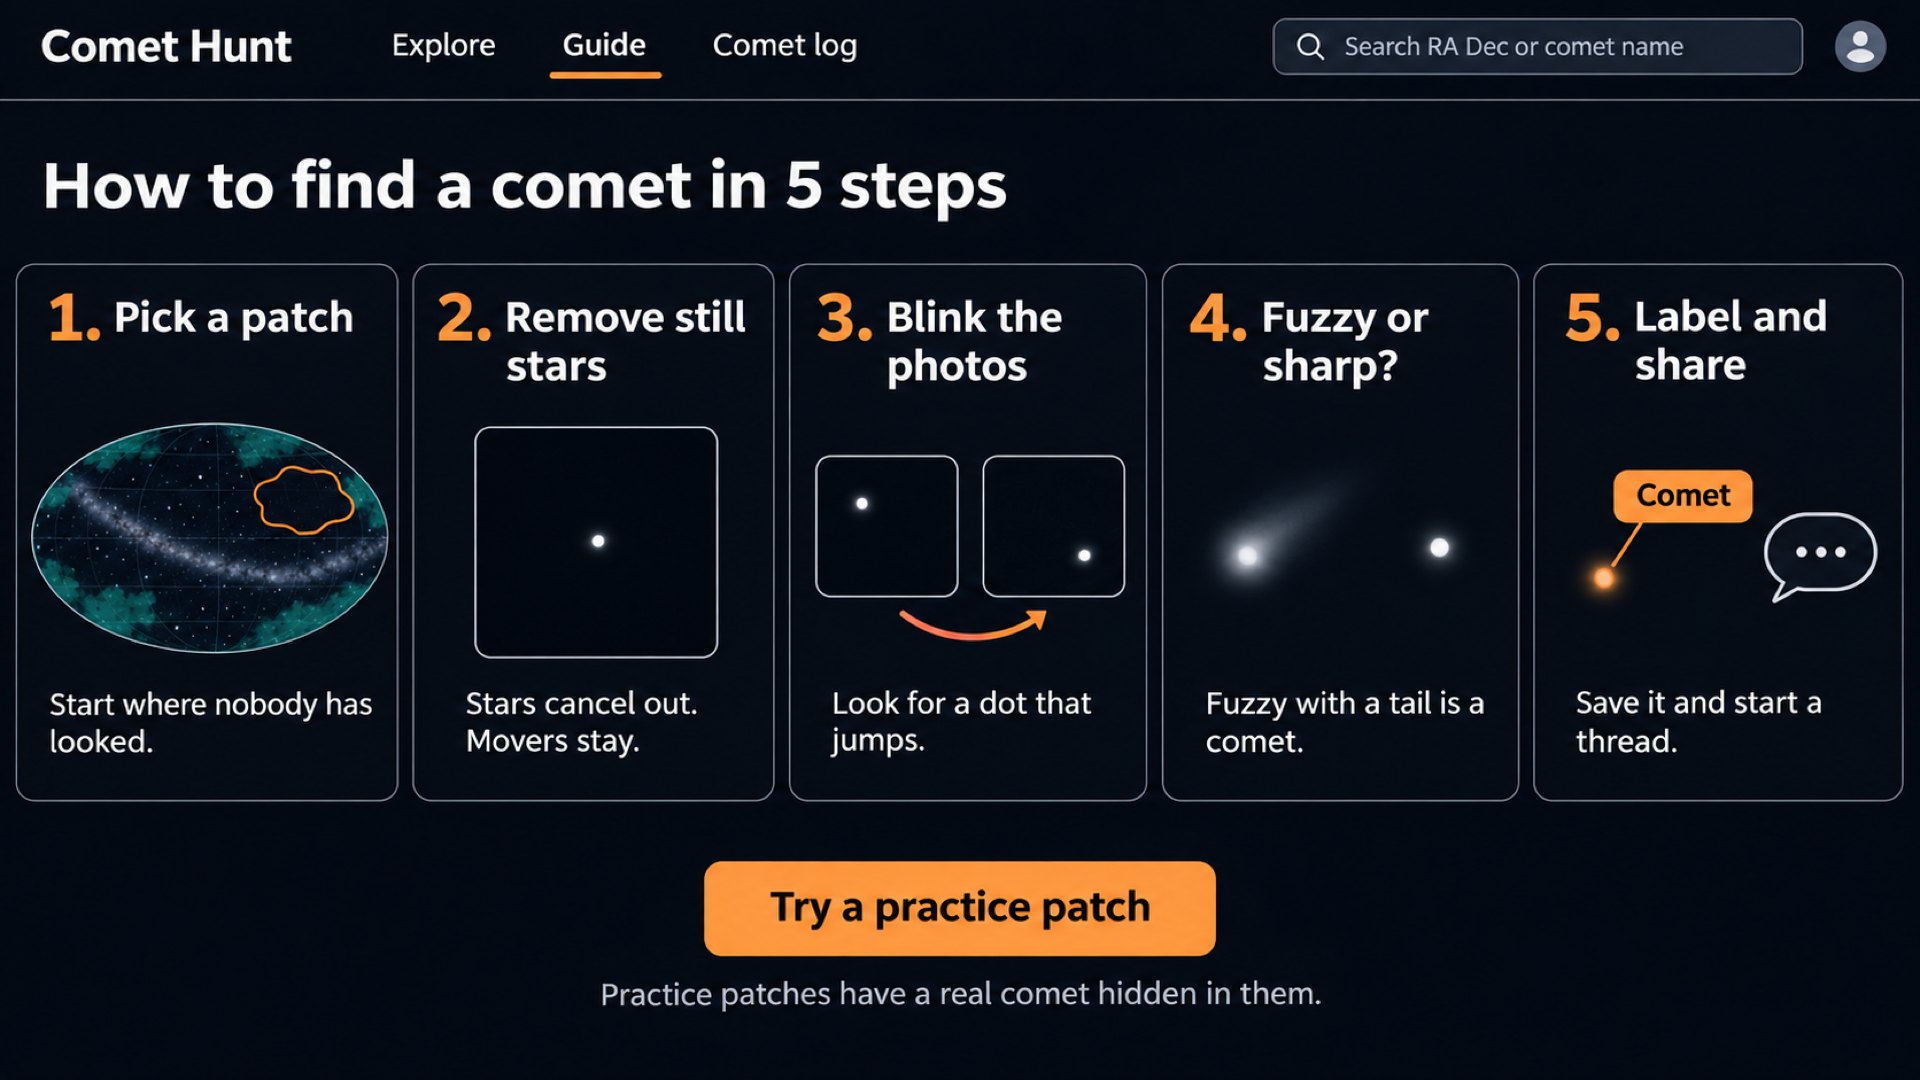 Comet Hunt
Explore
Guide
Comet log
Search RA Dec or comet name
How to find a comet in 5 steps
1. Pick a patch
Start where nobody has
looked.
2. Remove still
stars
Stars cancel out.
Movers stay.
3. Blink the
photos
Look for a dot that
jumps.
4. Fuzzy or
sharp?
Fuzzy with a tail is a
comet.
5. Label and
share
Comet
Save it and start a
thread.
Try a practice patch
Practice patches have a real comet hidden in them.